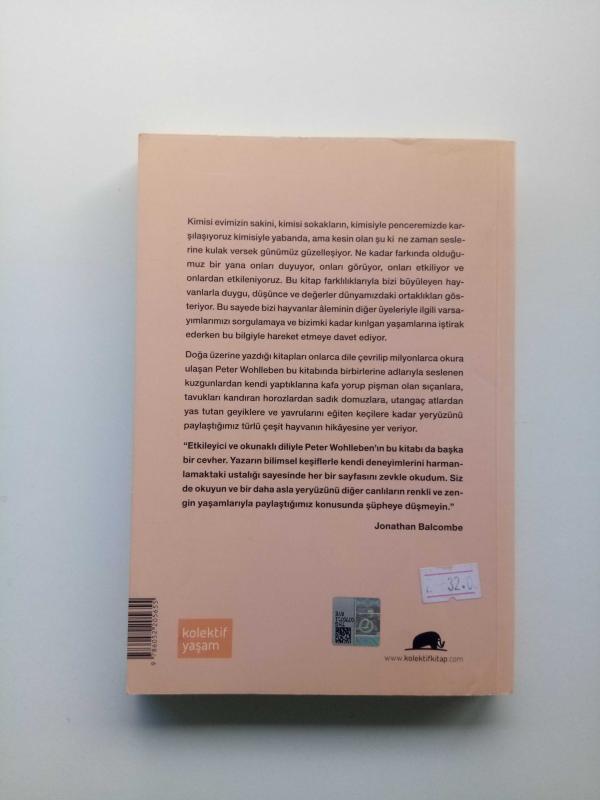 Kimisi evimizin sakini, kimisi sokakların, kimisiyle penceremizde kar-
şılaşıyoruz kimisiyle yabanda, ama kesin olan şu ki ne zaman sesle-
rine kulak versek günümüz güzelleşiyor. Ne kadar farkında olduğu-
muz bir yana onları duyuyor, onları görüyor, onları etkiliyor ve
onlardan etkileniyoruz. Bu kitap farklılıklarıyla bizi büyüleyen hay-
vanlarla duygu, düşünce ve değerler dünyamızdaki ortaklıkları gös-
teriyor. Bu sayede bizi hayvanlar âleminin diğer üyeleriyle ilgili varsa-
yımlarımızı sorgulamaya ve bizimki kadar kırılgan yaşamlarına iştirak
ederken bu bilgiyle hareket etmeye davet ediyor.
Doğa üzerine yazdığı kitapları onlarca dile çevrilip milyonlarca okura
ulaşan Peter Wohlleben bu kitabında birbirlerine adlarıyla seslenen
kuzgunlardan kendi yaptıklarına kafa yorup pişman olan sıçanlara,
tavukları kandıran horozlardan sadık domuzlara, utangaç atlardan
yas tutan geyiklere ve yavrularını eğiten keçilere kadar yeryüzünü
paylaştığımız türlü çeşit hayvanın hikâyesine yer veriyor.
“Etkileyici ve okunaklı diliyle Peter Wohlleben’ın bu kitabı da başka
bir cevher. Yazarın bilimsel keşiflerle kendi deneyimlerini harman-
lamaktaki ustalığı sayesinde her bir sayfasını zevkle okudum. Siz
de okuyun ve bir daha asla yeryüzünü diğer canlıların renkli ve zen-
gin yaşamlarıyla paylaştığımız konusunda şüpheye düşmeyin.”
Jonathan Balcombe
32.0
9 786052 205655
kolektif
yaşam
www.kolektifkitap.com